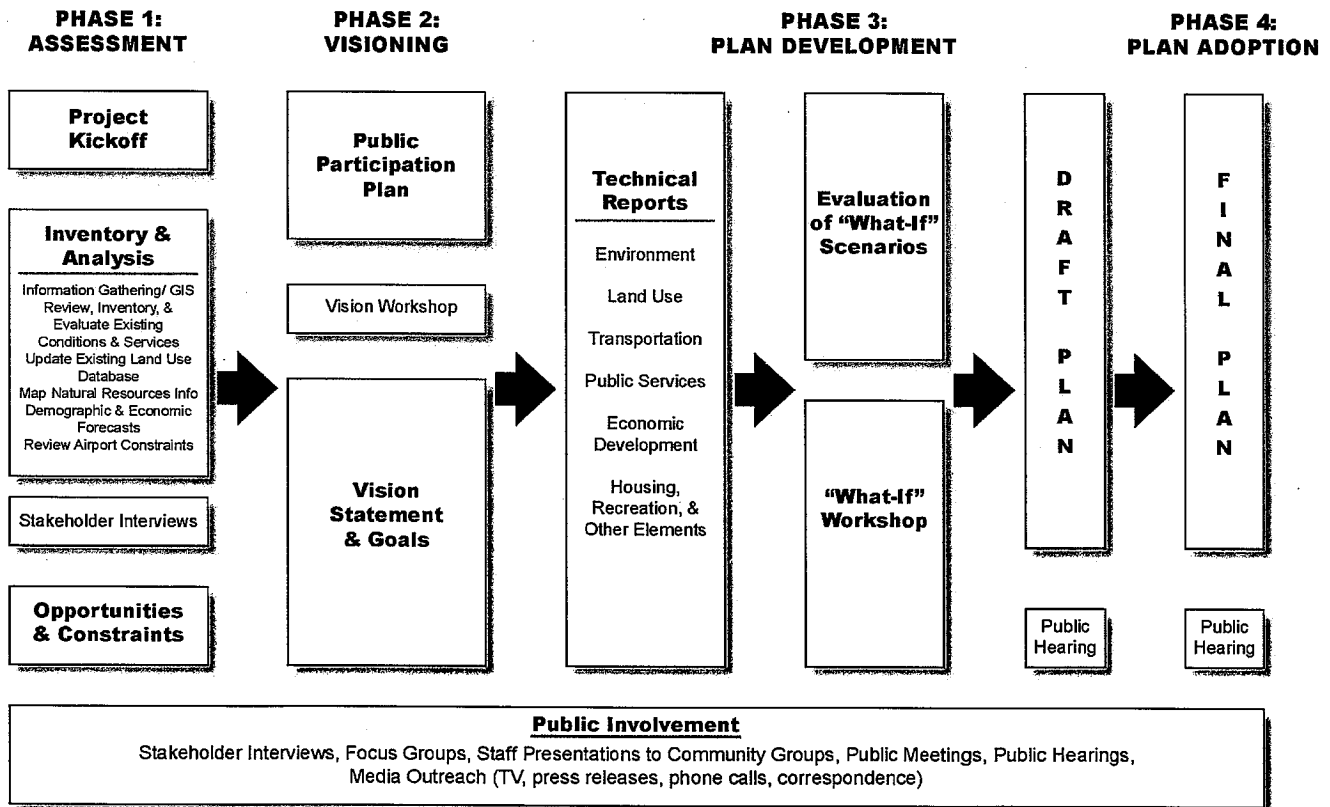 PHASE 1:
ASSESSMENT
PHASE 2:
VISIONING
PHASE 3:
PLAN DEVELOPMENT
PHASE 4:
PLAN ADOPTION
Project
Kickoff
Inventory &
Analysis
Information Gathering/ GIS
Review, Inventory, &
Evaluate Existing
Conditions & Services
Update Existing Land Use
Database
Map Natural Resources Info
Demographic & Economic
Forecasts
Review Airport Constraints
Stakeholder Interviews
Opportunities
& Constraints
Public
Participation
Plan
Vision Workshop
Vision
Statement
& Goals
Technical
Reports
Environment
Land Use
Transportation
Public Services
Economic
Development
Housing,
Recreation, &
Other Elements
Evaluation
of “What-If”
Scenarios
“What-If”
Workshop
DRAFT PLAN
Public
Hearing
FINAL PLAN
Public
Hearing
Public Involvement
Stakeholder Interviews, Focus Groups, Staff Presentations to Community Groups, Public Meetings, Public Hearings,
Media Outreach (TV, press releases, phone calls, correspondence)